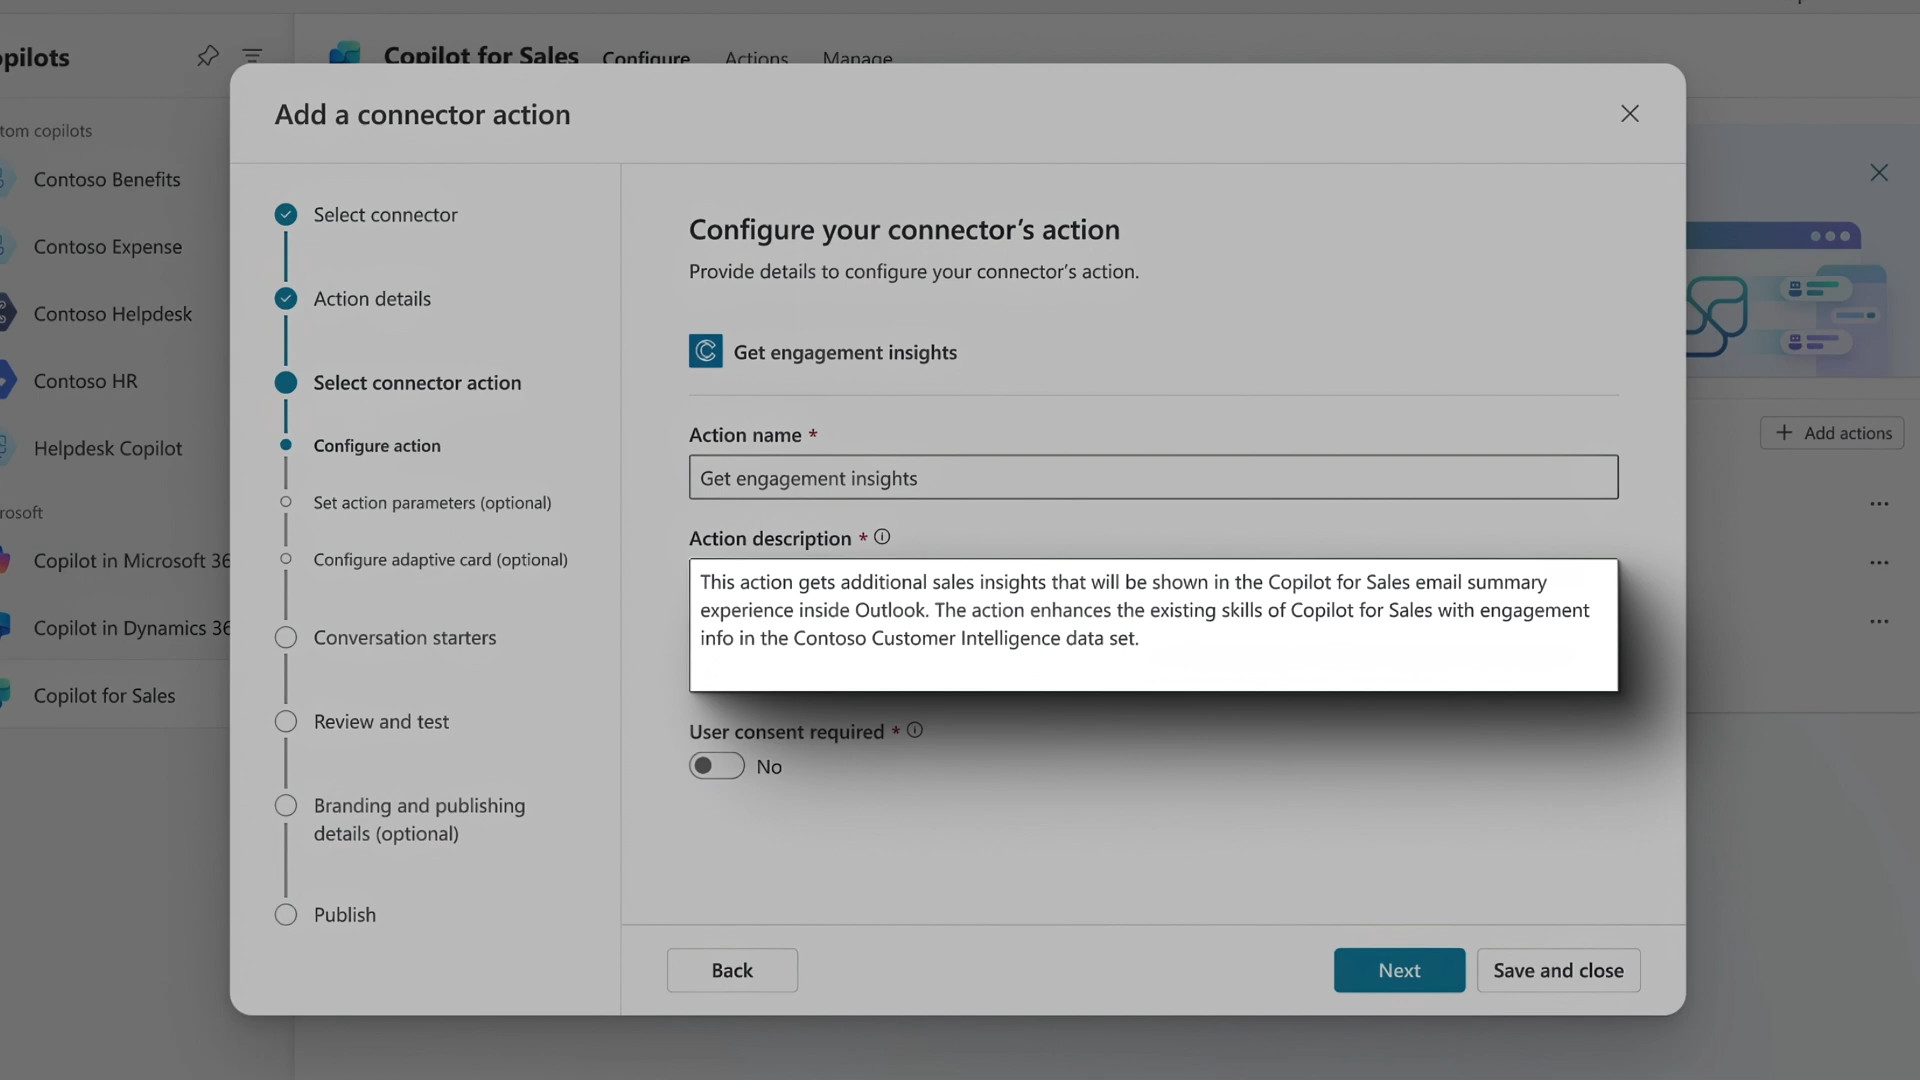 opilots
Copilot for Sales
Configure
Actions
Manage
tom copilots
Contoso Benefits
Contoso Expense
Contoso Helpdesk
Contoso HR
Helpdesk Copilot
rosoft
Copilot in Microsoft 36
Copilot in Dynamics 36
Copilot for Sales
Add a connector action
Select connector
Action details
Select connector action
Configure action
Set action parameters (optional)
Configure adaptive card (optional)
Conversation starters
Review and test
Branding and publishing
details (optional)
Publish
Configure your connector’s action
Provide details to configure your connector’s action.
Get engagement insights
Action name *
Get engagement insights
Action description *
This action gets additional sales insights that will be shown in the Copilot for Sales email summary
experience inside Outlook. The action enhances the existing skills of Copilot for Sales with engagement
info in the Contoso Customer Intelligence data set.
User consent required *
No
Back
Next
Save and close
Add actions